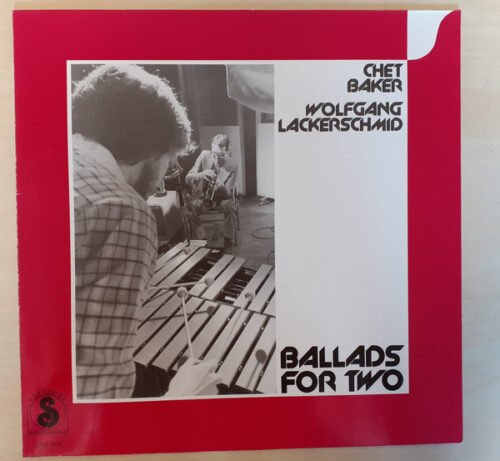 CHET
BAKER
WOLFGANG
LACKERSCHMID
BALLADS
FOR TWO
S